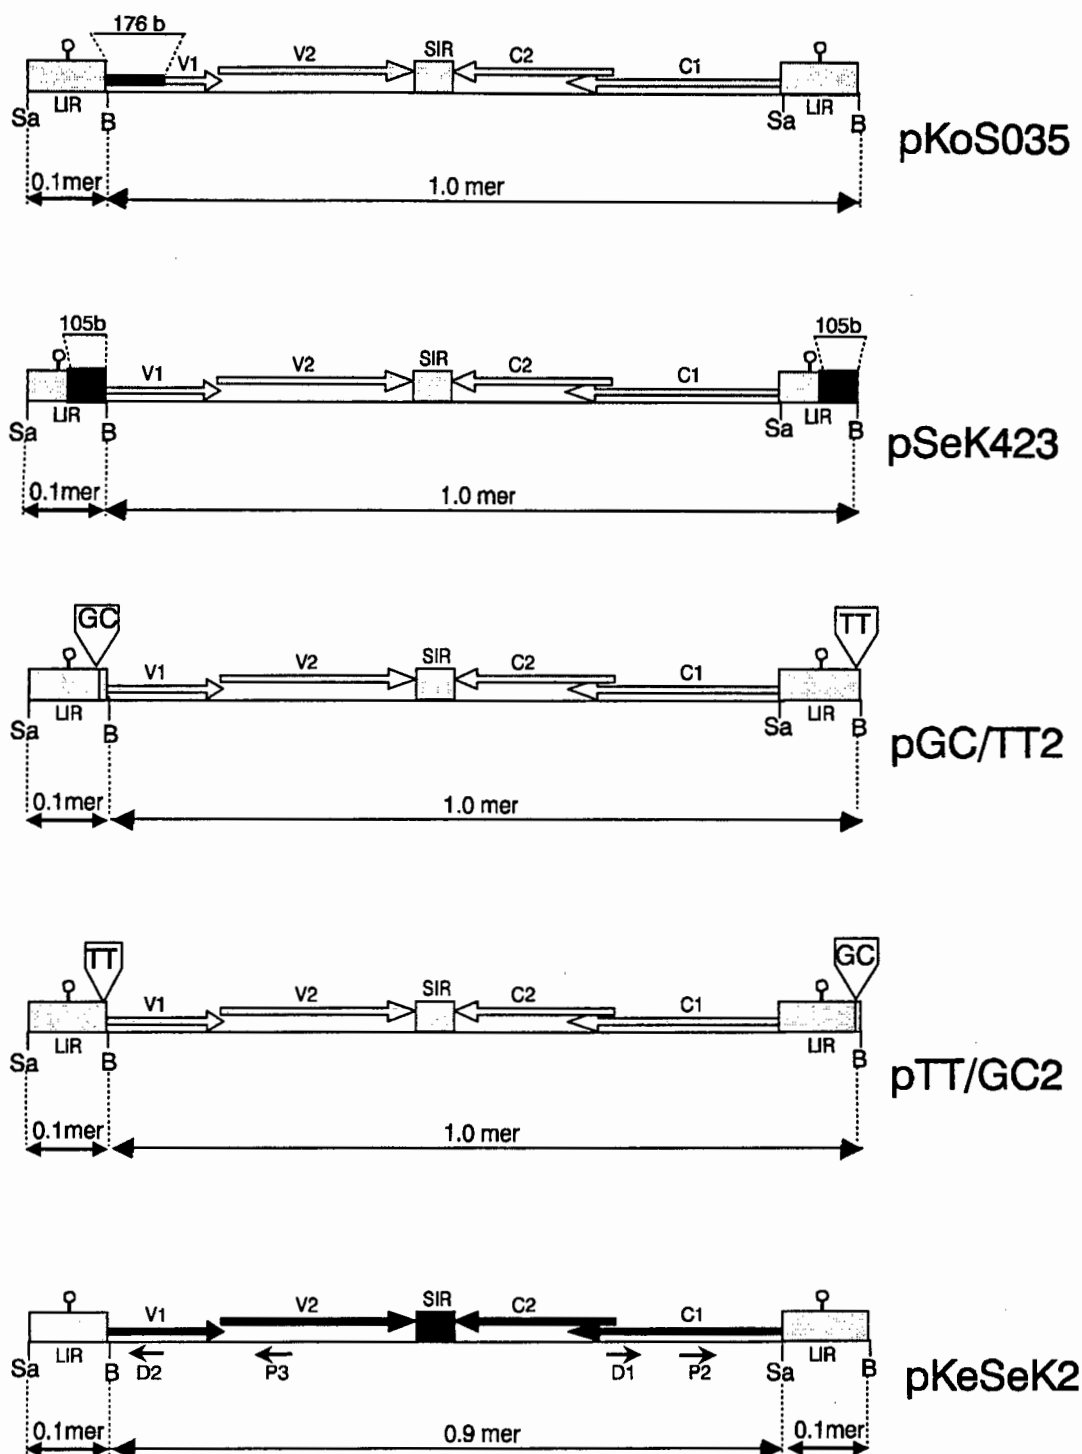 176 b
V1 V2 SIR C2 C1
LIR LIR
Sa B Sa B
pKoS035
0.1mer 1.0 mer
105b 105b
V1 V2 SIR C2 C1
LIR LIR
Sa B Sa B
pSeK423
0.1mer 1.0 mer
GC TT
V1 V2 SIR C2 C1
LIR LIR
Sa B Sa B
pGC/TT2
0.1mer 1.0 mer
TT GC
V1 V2 SIR C2 C1
LIR LIR
Sa B Sa B
pTT/GC2
0.1mer 1.0 mer
V1 V2 SIR C2 C1
LIR LIR
Sa B D2 P3 D1 P2 Sa B
pKeSeK2
0.1mer 0.9 mer 0.1mer